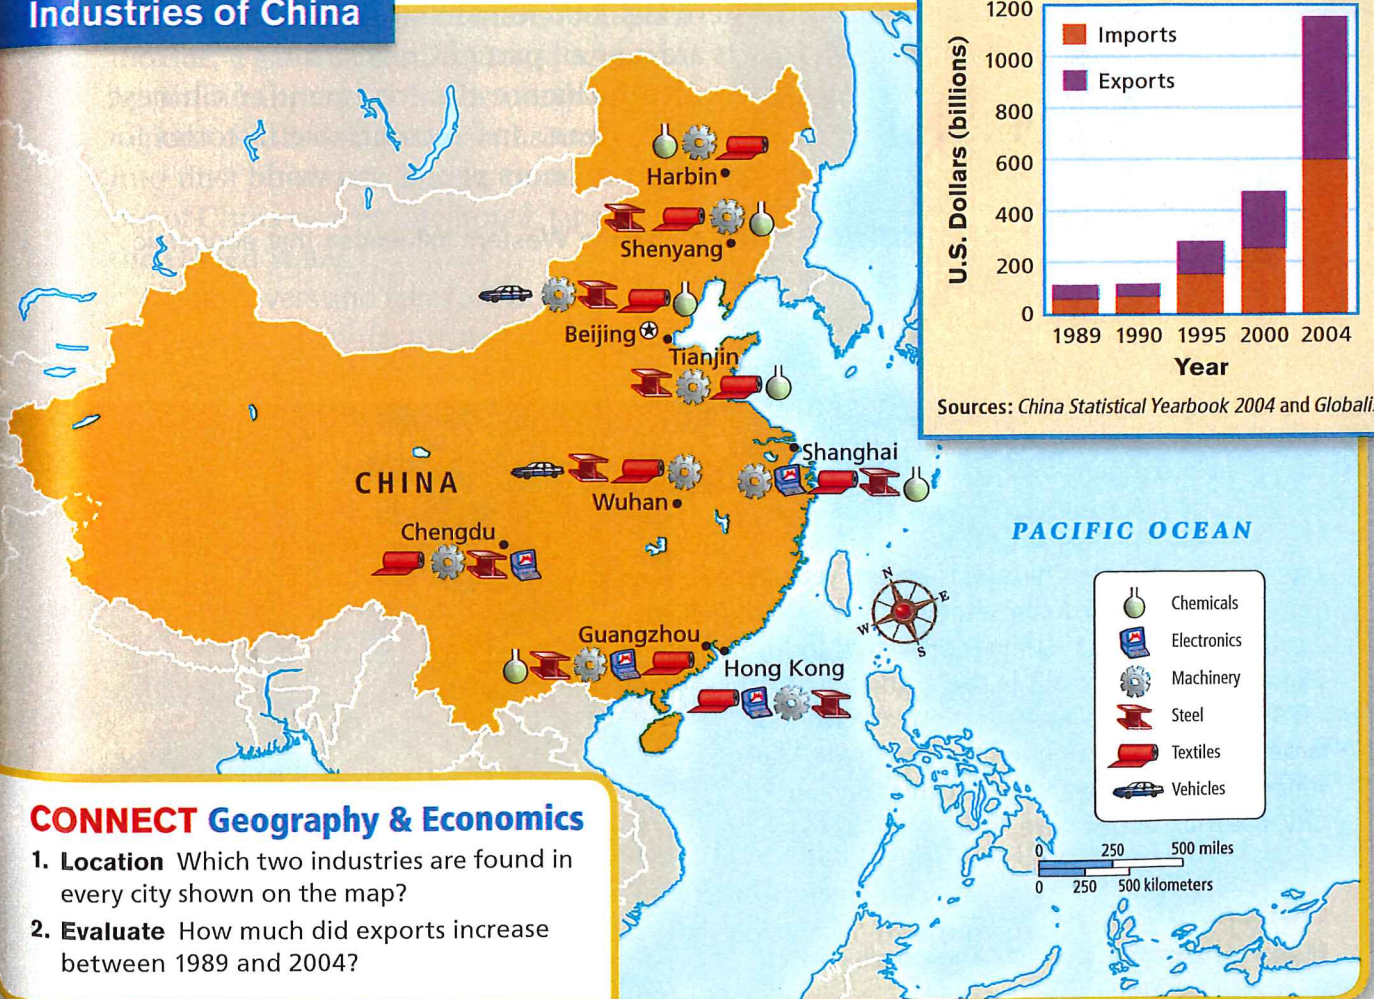 Industries of China
Harbin
Shenyang
Beijing
Tianjin
Shanghai
CHINA
Wuhan
Chengdu
Guangzhou
Hong Kong
PACIFIC OCEAN
N
E
W
S
Chemicals
Electronics
Machinery
Steel
Textiles
Vehicles
0 250 500 miles
0 250 500 kilometers
U.S. Dollars (billions)
1200
1000
800
600
400
200
0
Imports
Exports
1989 1990 1995 2000 2004
Year
Sources: China Statistical Yearbook 2004 and Globali
CONNECT Geography & Economics
1. Location Which two industries are found in
every city shown on the map?
2. Evaluate How much did exports increase
between 1989 and 2004?